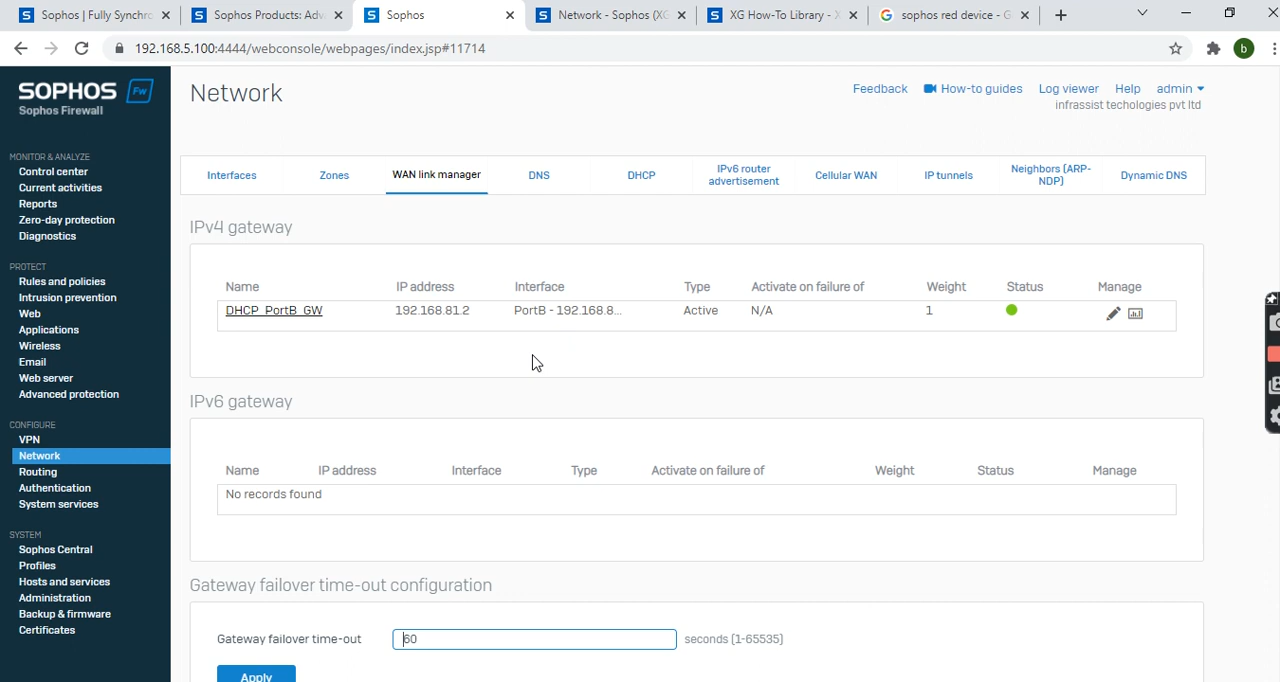 Sophos | Fully Synchro
Sophos Products: Adv
Sophos
Network - Sophos (XG
XG How-To Library -
sophos red device - G
192.168.5.100:4444/webconsole/webpages/index.jsp#11714
b
SOPHOS Fw
Sophos Firewall
Network
Feedback How-to guides Log viewer Help admin
infrassist techologies pvt ltd
MONITOR & ANALYZE
Control center
Current activities
Reports
Zero-day protection
Diagnostics
PROTECT
Rules and policies
Intrusion prevention
Web
Applications
Wireless
Email
Web server
Advanced protection
CONFIGURE
VPN
Network
Routing
Authentication
System services
SYSTEM
Sophos Central
Profiles
Hosts and services
Administration
Backup & firmware
Certificates
Interfaces
Zones
WAN link manager
DNS
DHCP
IPv6 router
advertisement
Cellular WAN
IP tunnels
Neighbors (ARP-
NDP)
Dynamic DNS
IPv4 gateway
Name IP address Interface Type Activate on failure of Weight Status Manage
DHCP_PortB_GW 192.168.81.2 PortB - 192.168.8... Active N/A 1
IPv6 gateway
Name IP address Interface Type Activate on failure of Weight Status Manage
No records found
Gateway failover time-out configuration
Gateway failover time-out 60 seconds (1-65535)
Apply